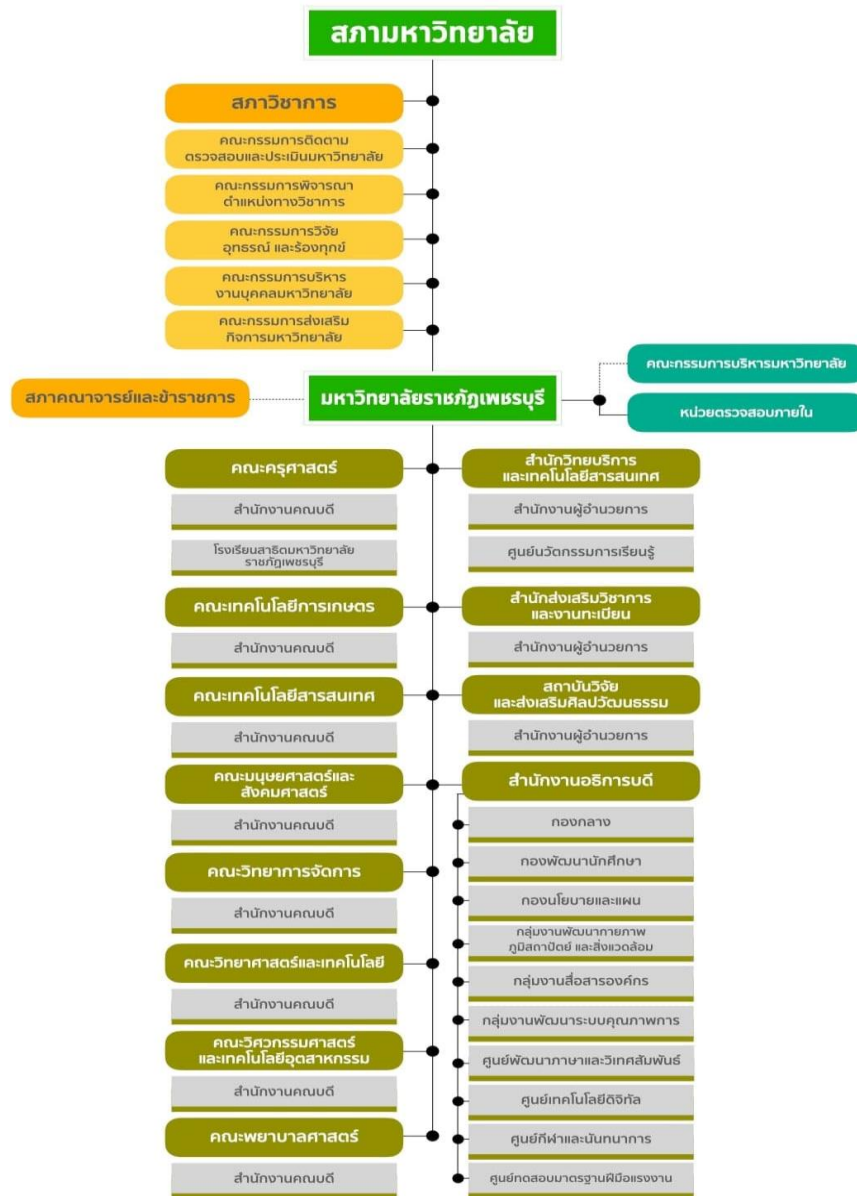 สภามหาวิทยาลัย
สภาวิชาการ
คณะกรรมการติดตาม
ตรวจสอบและประเมินมหาวิทยาลัย
คณะกรรมการพิจารณา
ตำแหน่งทางวิชาการ
คณะกรรมการวิจัย
อุทธรณ์ และร้องทุกข์
คณะกรรมการบริหาร
งานบุคคลมหาวิทยาลัย
คณะกรรมการส่งเสริม
กิจการมหาวิทยาลัย
คณะกรรมการบริหารมหาวิทยาลัย
สภาคณาจารย์และข้าราชการ
มหาวิทยาลัยราชภัฏเพชรบุรี
หน่วยตรวจสอบภายใน
คณะครุศาสตร์
สำนักงานคณบดี
โรงเรียนสาธิตมหาวิทยาลัย
ราชภัฏเพชรบุรี
คณะเทคโนโลยีการเกษตร
สำนักงานคณบดี
คณะเทคโนโลยีสารสนเทศ
สำนักงานคณบดี
คณะมนุษยศาสตร์และ
สังคมศาสตร์
สำนักงานคณบดี
คณะวิทยาการจัดการ
สำนักงานคณบดี
คณะวิทยาศาสตร์และเทคโนโลยี
สำนักงานคณบดี
คณะวิศวกรรมศาสตร์
และเทคโนโลยีอุตสาหกรรม
สำนักงานคณบดี
คณะพยาบาลศาสตร์
สำนักงานคณบดี
สำนักวิทยบริการ
และเทคโนโลยีสารสนเทศ
สำนักงานผู้อำนวยการ
ศูนย์นวัตกรรมการเรียนรู้
สำนักส่งเสริมวิชาการ
และงานทะเบียน
สำนักงานผู้อำนวยการ
สถาบันวิจัย
และส่งเสริมศิลปวัฒนธรรม
สำนักงานผู้อำนวยการ
สำนักงานอธิการบดี
กองกลาง
กองพัฒนานักศึกษา
กองนโยบายและแผน
กลุ่มงานพัฒนากายภาพ
ภูมิสถาปัตย์ และสิ่งแวดล้อม
กลุ่มงานสื่อสารองค์กร
กลุ่มงานพัฒนาระบบคุณภาพการ
ศูนย์พัฒนาภาษาและวิเทศสัมพันธ์
ศูนย์เทคโนโลยีดิจิทัล
ศูนย์กีฬาและนันทนาการ
ศูนย์ทดสอบมาตรฐานฝีมือแรงงาน